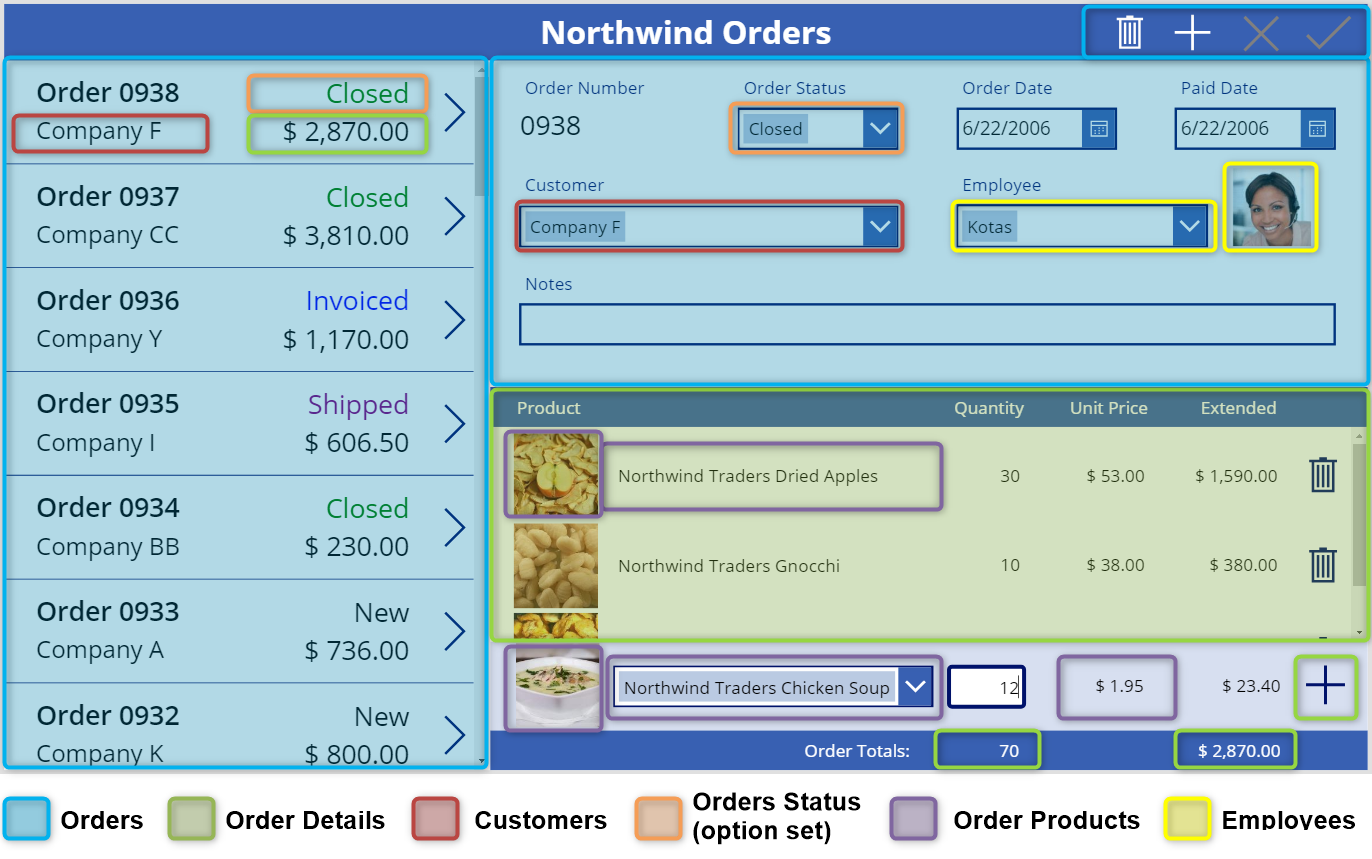 Northwind Orders
Order 0938 Closed
Company F $ 2,870.00
Order 0937 Closed
Company CC $ 3,810.00
Order 0936 Invoiced
Company Y $ 1,170.00
Order 0935 Shipped
Company I $ 606.50
Order 0934 Closed
Company BB $ 230.00
Order 0933 New
Company A $ 736.00
Order 0932 New
Company K $ 800.00
Order Number Order Status Order Date Paid Date
0938 Closed 6/22/2006 6/22/2006
Customer Employee
Company F Kotas
Notes
Product Quantity Unit Price Extended
Northwind Traders Dried Apples 30 $ 53.00 $ 1,590.00
Northwind Traders Gnocchi 10 $ 38.00 $ 380.00
Northwind Traders Chicken Soup 12 $ 1.95 $ 23.40
Order Totals: 70 $ 2,870.00
Orders Order Details Customers Orders Status (option set) Order Products Employees